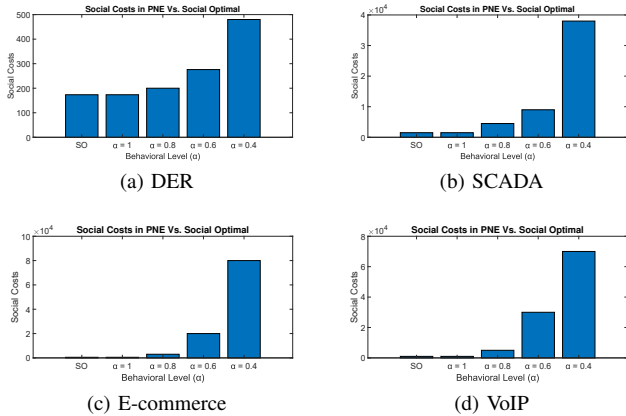 Social Costs in PNE Vs. Social Optimal
500
400
300
200
100
0
Social Costs
SO α = 1 α = 0.8 α = 0.6 α = 0.4
Behavioral Level (α)
(a) DER
×10⁴
Social Costs in PNE Vs. Social Optimal
4
3
2
1
0
Social Costs
SO α = 1 α = 0.8 α = 0.6 α = 0.4
Behavioral Level (α)
(b) SCADA
×10⁴
Social Costs in PNE Vs. Social Optimal
10
8
6
4
2
0
Social Costs
SO α = 1 α = 0.8 α = 0.6 α = 0.4
Behavioral Level (α)
(c) E-commerce
×10⁴
Social Costs in PNE Vs. Social Optimal
8
6
4
2
0
Social Costs
SO α = 1 α = 0.8 α = 0.6 α = 0.4
Behavioral Level (α)
(d) VoIP